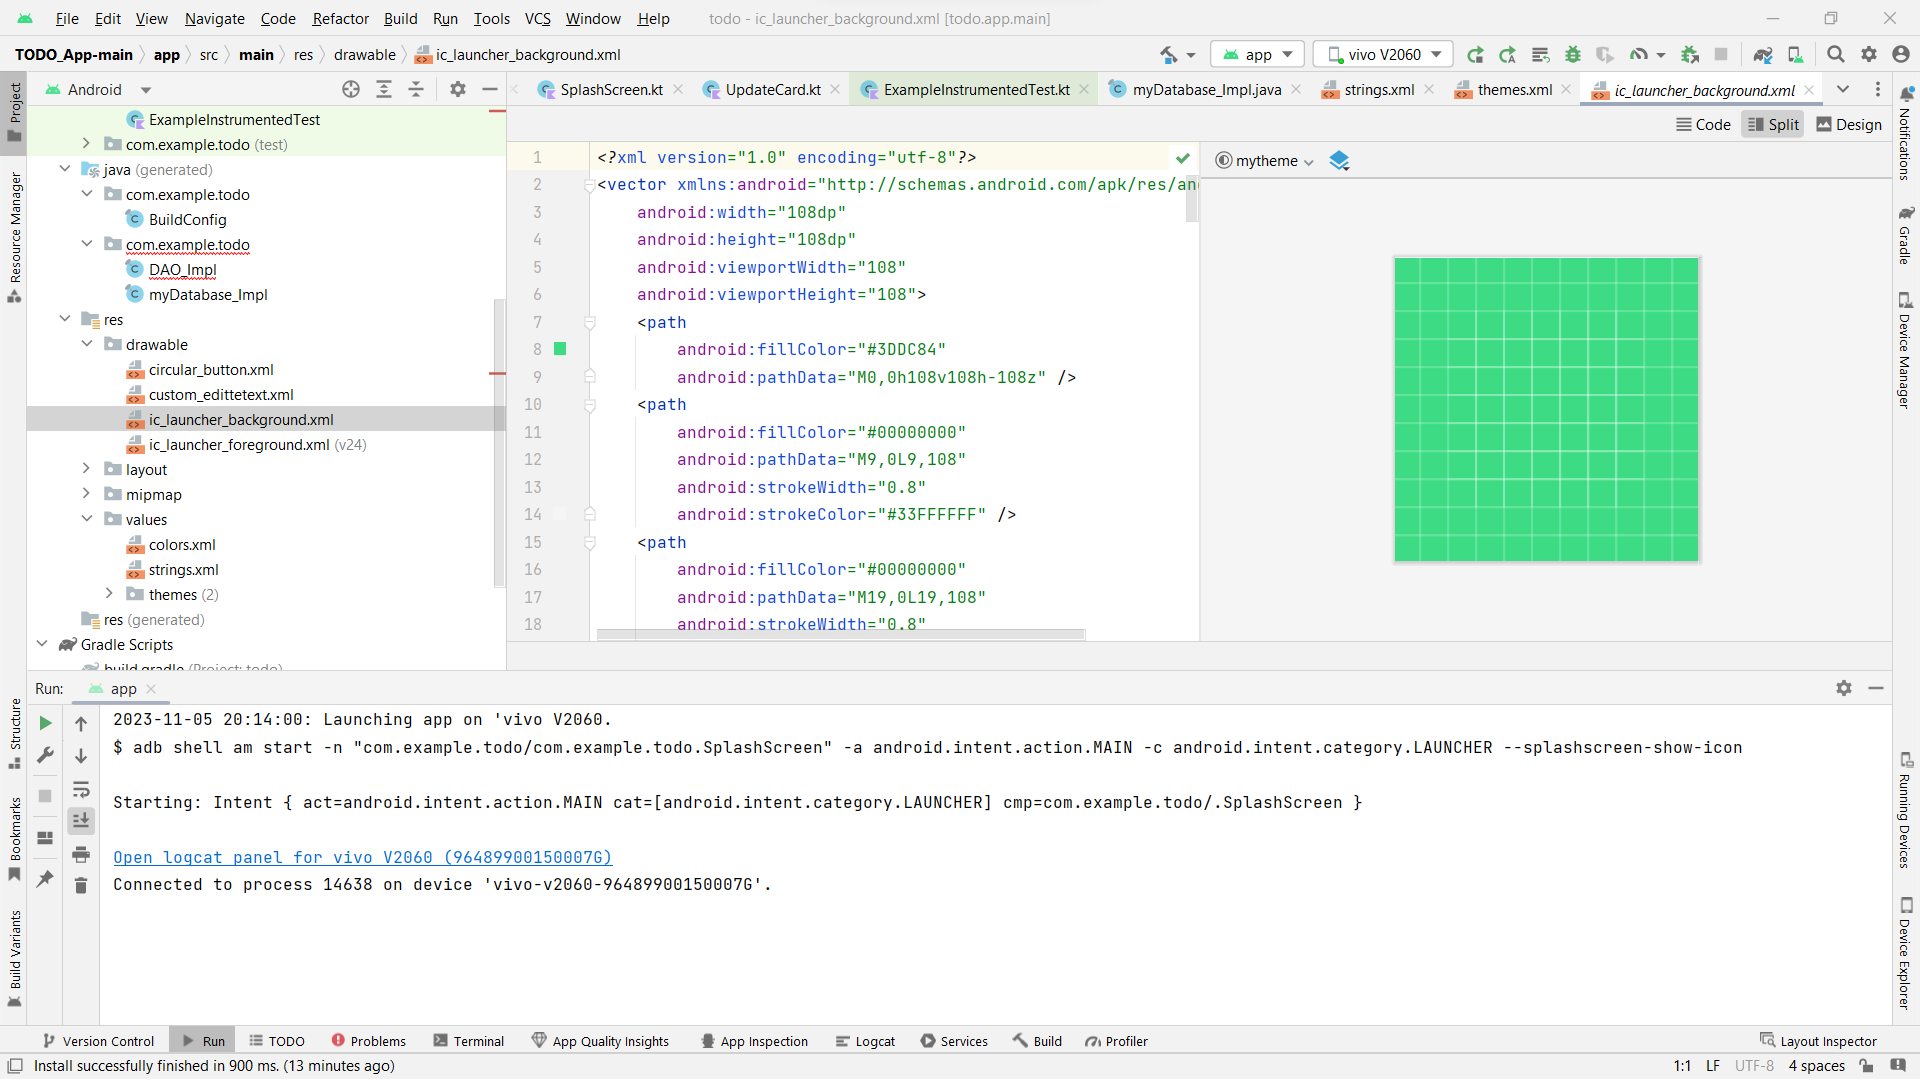 File Edit View Navigate Code Refactor Build Run Tools VCS Window Help todo - ic_launcher_background.xml [todo.app.main]
TODO_App-main app src main res drawable ic_launcher_background.xml app vivo V2060
Project
Resource Manager
Android
ExampleInstrumentedTest
com.example.todo (test)
java (generated)
com.example.todo
BuildConfig
com.example.todo
DAO_Impl
myDatabase_Impl
res
drawable
circular_button.xml
custom_edittetext.xml
ic_launcher_background.xml
ic_launcher_foreground.xml (v24)
layout
mipmap
values
colors.xml
strings.xml
themes (2)
res (generated)
Gradle Scripts
build.gradle (Project: todo)
SplashScreen.kt UpdateCard.kt ExampleInstrumentedTest.kt myDatabase_Impl.java strings.xml themes.xml ic_launcher_background.xml
Code Split Design
mytheme
1 <?xml version="1.0" encoding="utf-8"?>
2 <vector xmlns:android="http://schemas.android.com/apk/res/an
3 android:width="108dp"
4 android:height="108dp"
5 android:viewportWidth="108"
6 android:viewportHeight="108">
7 <path
8 android:fillColor="#3DDC84"
9 android:pathData="M0,0h108v108h-108z" />
10 <path
11 android:fillColor="#00000000"
12 android:pathData="M9,0L9,108"
13 android:strokeWidth="0.8"
14 android:strokeColor="#33FFFFFF" />
15 <path
16 android:fillColor="#00000000"
17 android:pathData="M19,0L19,108"
18 android:strokeWidth="0.8"
Notifications
Gradle
Device Manager
Running Devices
Device Explorer
Structure
Bookmarks
Build Variants
Run: app
2023-11-05 20:14:00: Launching app on 'vivo V2060.
$ adb shell am start -n "com.example.todo/com.example.todo.SplashScreen" -a android.intent.action.MAIN -c android.intent.category.LAUNCHER --splashscreen-show-icon
Starting: Intent { act=android.intent.action.MAIN cat=[android.intent.category.LAUNCHER] cmp=com.example.todo/.SplashScreen }
Open logcat panel for vivo V2060 (96489900150007G)
Connected to process 14638 on device 'vivo-v2060-96489900150007G'.
Version Control Run TODO Problems Terminal App Quality Insights App Inspection Logcat Services Build Profiler Layout Inspector
Install successfully finished in 900 ms. (13 minutes ago) 1:1 LF UTF-8 4 spaces